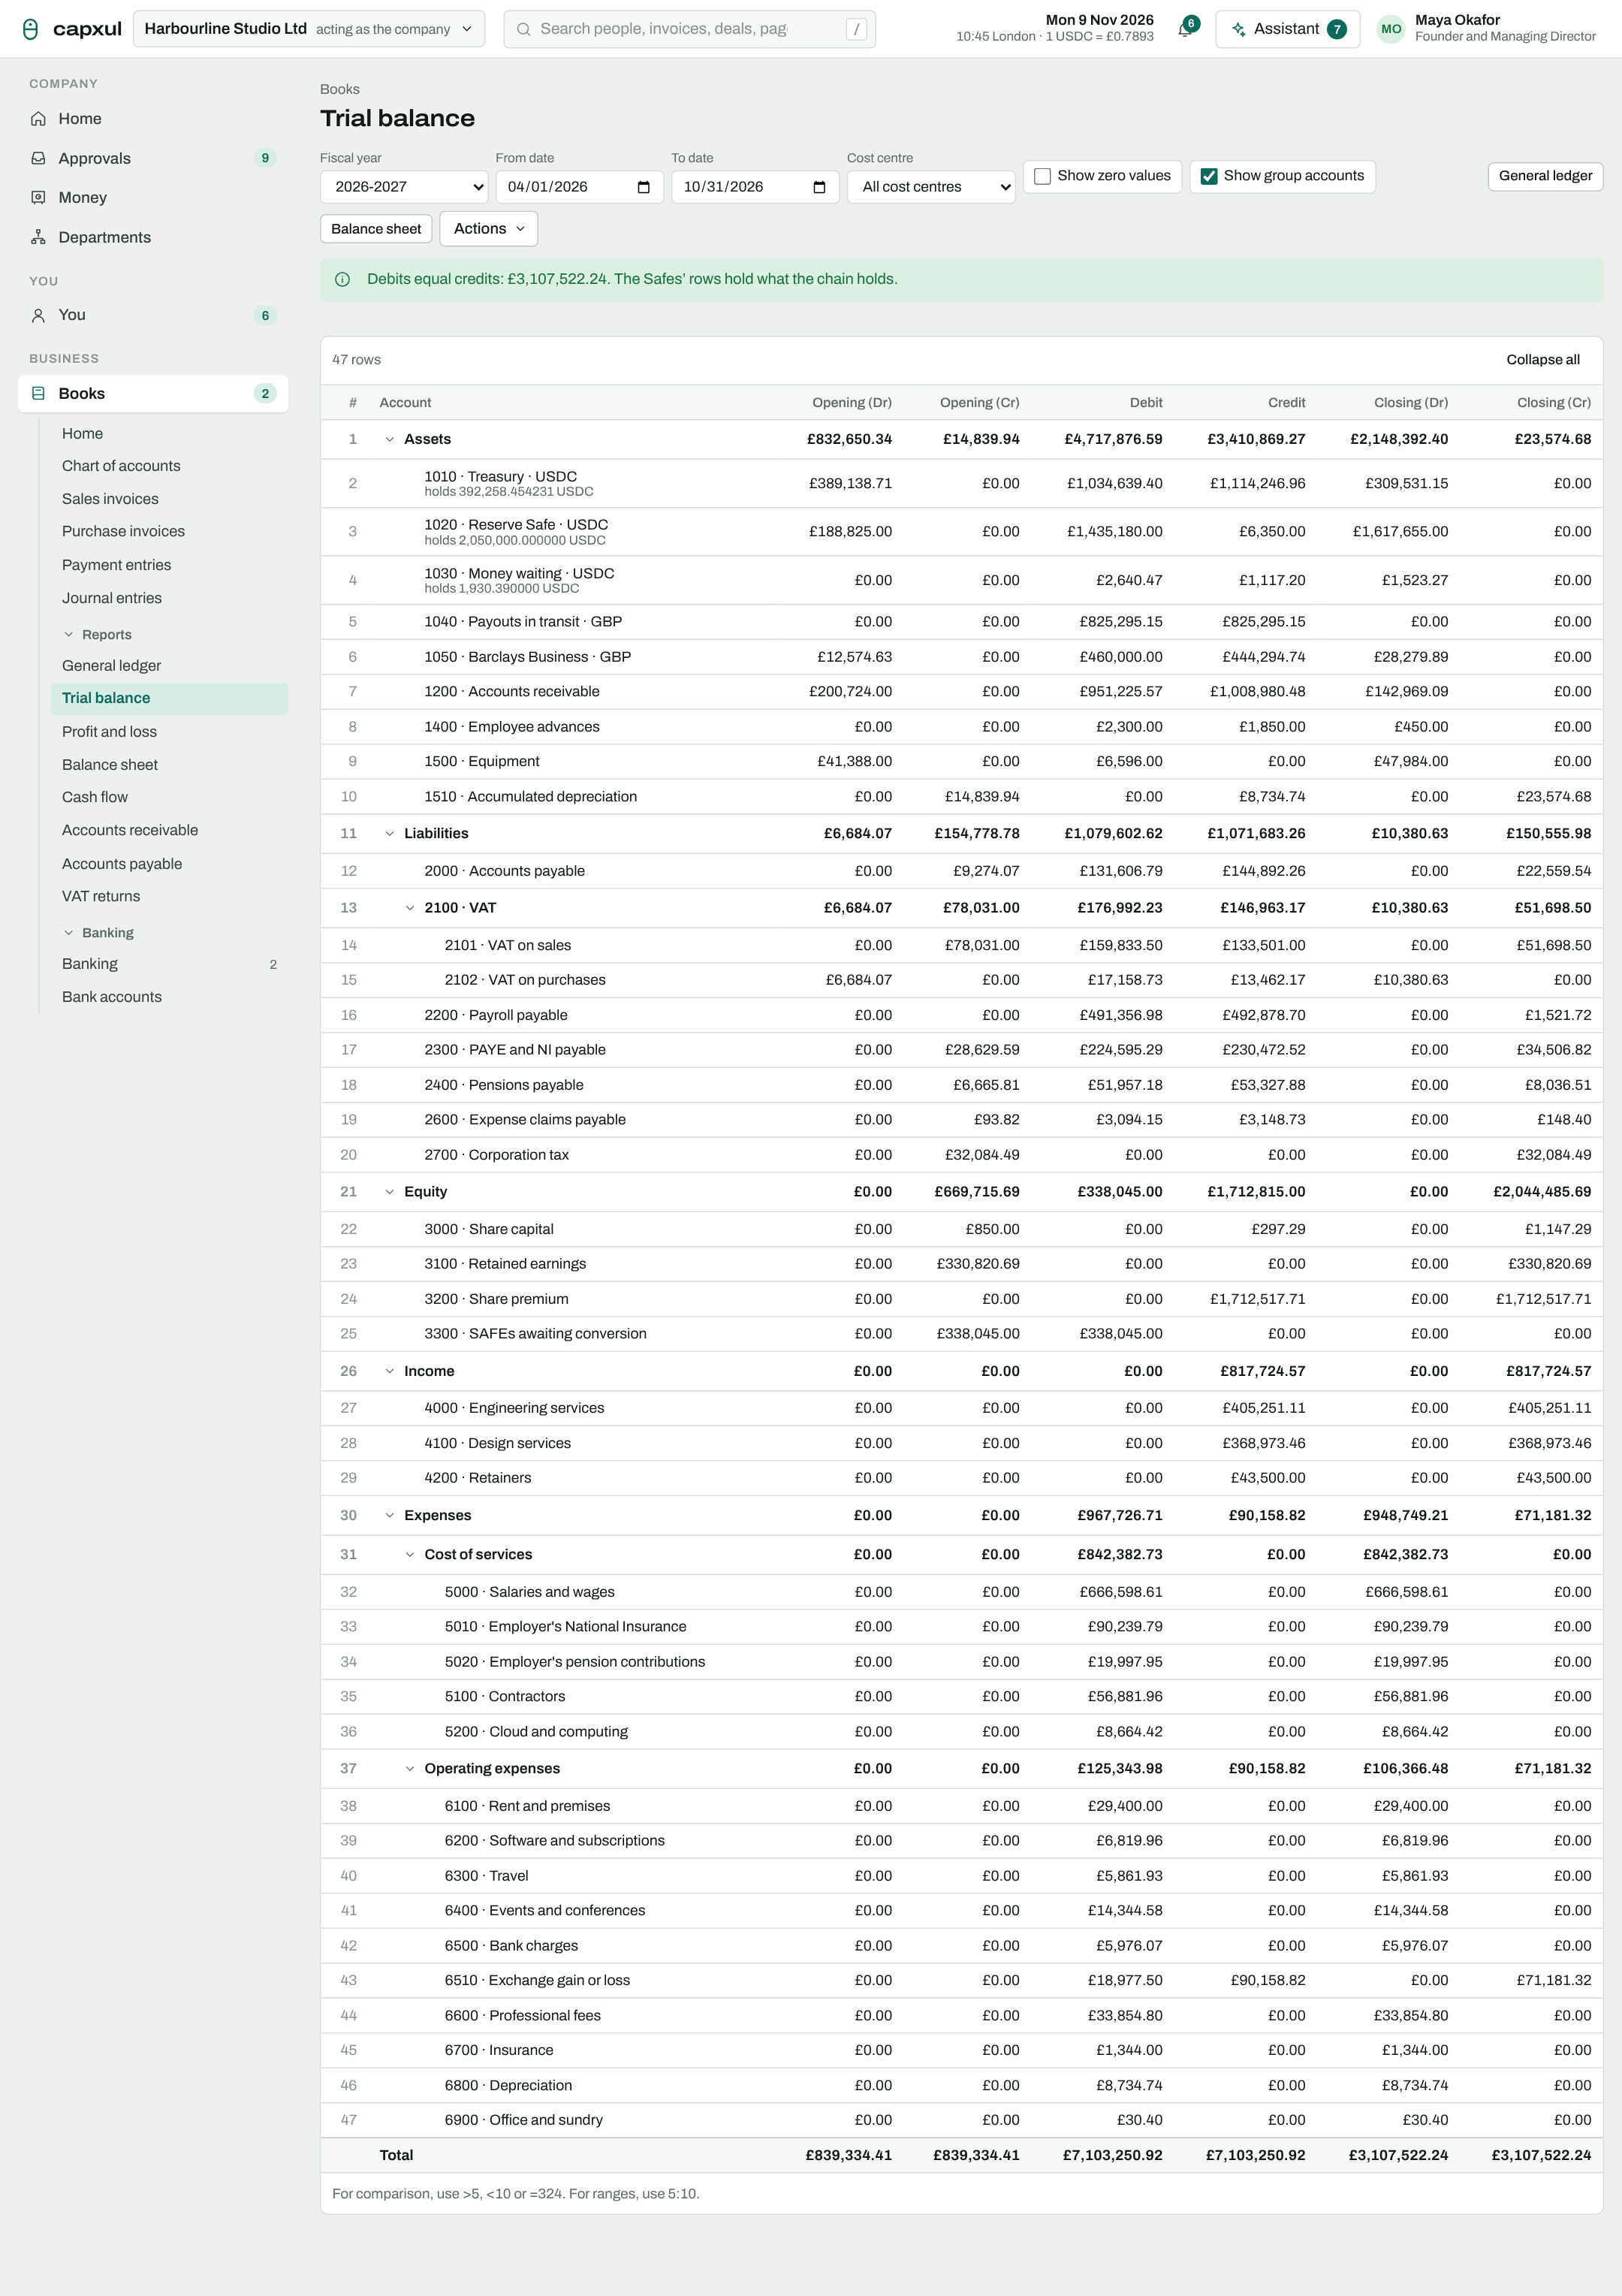 capxul
Harbourline Studio Ltd acting as the company
Search people, invoices, deals, pag
/
Mon 9 Nov 2026
10:45 London · 1 USDC = £0.7893
6
Assistant 7
MO
Maya Okafor
Founder and Managing Director
COMPANY
Home
Approvals 9
Money
Departments
YOU
You 6
BUSINESS
Books 2
Home
Chart of accounts
Sales invoices
Purchase invoices
Payment entries
Journal entries
Reports
General ledger
Trial balance
Profit and loss
Balance sheet
Cash flow
Accounts receivable
Accounts payable
VAT returns
Banking
Banking 2
Bank accounts
Books
Trial balance
Fiscal year From date To date Cost centre
2026-2027 04/01/2026 10/31/2026 All cost centres Show zero values Show group accounts General ledger
Balance sheet Actions
Debits equal credits: £3,107,522.24. The Safes’ rows hold what the chain holds.
47 rows Collapse all
# Account Opening (Dr) Opening (Cr) Debit Credit Closing (Dr) Closing (Cr)
1 Assets £832,650.34 £14,839.94 £4,717,876.59 £3,410,869.27 £2,148,392.40 £23,574.68
2 1010 · Treasury · USDC £389,138.71 £0.00 £1,034,639.40 £1,114,246.96 £309,531.15 £0.00
holds 392,258.454231 USDC
3 1020 · Reserve Safe · USDC £188,825.00 £0.00 £1,435,180.00 £6,350.00 £1,617,655.00 £0.00
holds 2,050,000.000000 USDC
4 1030 · Money waiting · USDC £0.00 £0.00 £2,640.47 £1,117.20 £1,523.27 £0.00
holds 1,930.390000 USDC
5 1040 · Payouts in transit · GBP £0.00 £0.00 £825,295.15 £825,295.15 £0.00 £0.00
6 1050 · Barclays Business · GBP £12,574.63 £0.00 £460,000.00 £444,294.74 £28,279.89 £0.00
7 1200 · Accounts receivable £200,724.00 £0.00 £951,225.57 £1,008,980.48 £142,969.09 £0.00
8 1400 · Employee advances £0.00 £0.00 £2,300.00 £1,850.00 £450.00 £0.00
9 1500 · Equipment £41,388.00 £0.00 £6,596.00 £0.00 £47,984.00 £0.00
10 1510 · Accumulated depreciation £0.00 £14,839.94 £0.00 £8,734.74 £0.00 £23,574.68
11 Liabilities £6,684.07 £154,778.78 £1,079,602.62 £1,071,683.26 £10,380.63 £150,555.98
12 2000 · Accounts payable £0.00 £9,274.07 £131,606.79 £144,892.26 £0.00 £22,559.54
13 2100 · VAT £6,684.07 £78,031.00 £176,992.23 £146,963.17 £10,380.63 £51,698.50
14 2101 · VAT on sales £0.00 £78,031.00 £159,833.50 £133,501.00 £0.00 £51,698.50
15 2102 · VAT on purchases £6,684.07 £0.00 £17,158.73 £13,462.17 £10,380.63 £0.00
16 2200 · Payroll payable £0.00 £0.00 £491,356.98 £492,878.70 £0.00 £1,521.72
17 2300 · PAYE and NI payable £0.00 £28,629.59 £224,595.29 £230,472.52 £0.00 £34,506.82
18 2400 · Pensions payable £0.00 £6,665.81 £51,957.18 £53,327.88 £0.00 £8,036.51
19 2600 · Expense claims payable £0.00 £93.82 £3,094.15 £3,148.73 £0.00 £148.40
20 2700 · Corporation tax £0.00 £32,084.49 £0.00 £0.00 £0.00 £32,084.49
21 Equity £0.00 £669,715.69 £338,045.00 £1,712,815.00 £0.00 £2,044,485.69
22 3000 · Share capital £0.00 £850.00 £0.00 £297.29 £0.00 £1,147.29
23 3100 · Retained earnings £0.00 £330,820.69 £0.00 £0.00 £0.00 £330,820.69
24 3200 · Share premium £0.00 £0.00 £0.00 £1,712,517.71 £0.00 £1,712,517.71
25 3300 · SAFEs awaiting conversion £0.00 £338,045.00 £338,045.00 £0.00 £0.00 £0.00
26 Income £0.00 £0.00 £0.00 £817,724.57 £0.00 £817,724.57
27 4000 · Engineering services £0.00 £0.00 £0.00 £405,251.11 £0.00 £405,251.11
28 4100 · Design services £0.00 £0.00 £0.00 £368,973.46 £0.00 £368,973.46
29 4200 · Retainers £0.00 £0.00 £0.00 £43,500.00 £0.00 £43,500.00
30 Expenses £0.00 £0.00 £967,726.71 £90,158.82 £948,749.21 £71,181.32
31 Cost of services £0.00 £0.00 £842,382.73 £0.00 £842,382.73 £0.00
32 5000 · Salaries and wages £0.00 £0.00 £666,598.61 £0.00 £666,598.61 £0.00
33 5010 · Employer's National Insurance £0.00 £0.00 £90,239.79 £0.00 £90,239.79 £0.00
34 5020 · Employer's pension contributions £0.00 £0.00 £19,997.95 £0.00 £19,997.95 £0.00
35 5100 · Contractors £0.00 £0.00 £56,881.96 £0.00 £56,881.96 £0.00
36 5200 · Cloud and computing £0.00 £0.00 £8,664.42 £0.00 £8,664.42 £0.00
37 Operating expenses £0.00 £0.00 £125,343.98 £90,158.82 £106,366.48 £71,181.32
38 6100 · Rent and premises £0.00 £0.00 £29,400.00 £0.00 £29,400.00 £0.00
39 6200 · Software and subscriptions £0.00 £0.00 £6,819.96 £0.00 £6,819.96 £0.00
40 6300 · Travel £0.00 £0.00 £5,861.93 £0.00 £5,861.93 £0.00
41 6400 · Events and conferences £0.00 £0.00 £14,344.58 £0.00 £14,344.58 £0.00
42 6500 · Bank charges £0.00 £0.00 £5,976.07 £0.00 £5,976.07 £0.00
43 6510 · Exchange gain or loss £0.00 £0.00 £18,977.50 £90,158.82 £0.00 £71,181.32
44 6600 · Professional fees £0.00 £0.00 £33,854.80 £0.00 £33,854.80 £0.00
45 6700 · Insurance £0.00 £0.00 £1,344.00 £0.00 £1,344.00 £0.00
46 6800 · Depreciation £0.00 £0.00 £8,734.74 £0.00 £8,734.74 £0.00
47 6900 · Office and sundry £0.00 £0.00 £30.40 £0.00 £30.40 £0.00
Total £839,334.41 £839,334.41 £7,103,250.92 £7,103,250.92 £3,107,522.24 £3,107,522.24
For comparison, use >5, <10 or =324. For ranges, use 5:10.